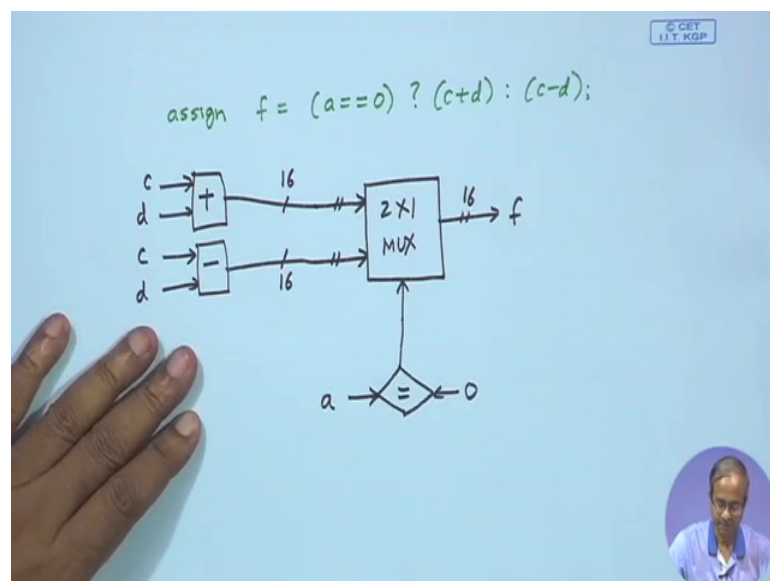 © CET
I.I.T. KGP
assign f = (a==0) ? (c+d) : (c-d);
c
d
+
16
2X1
MUX
16
f
c
d
-
16
a
=
0